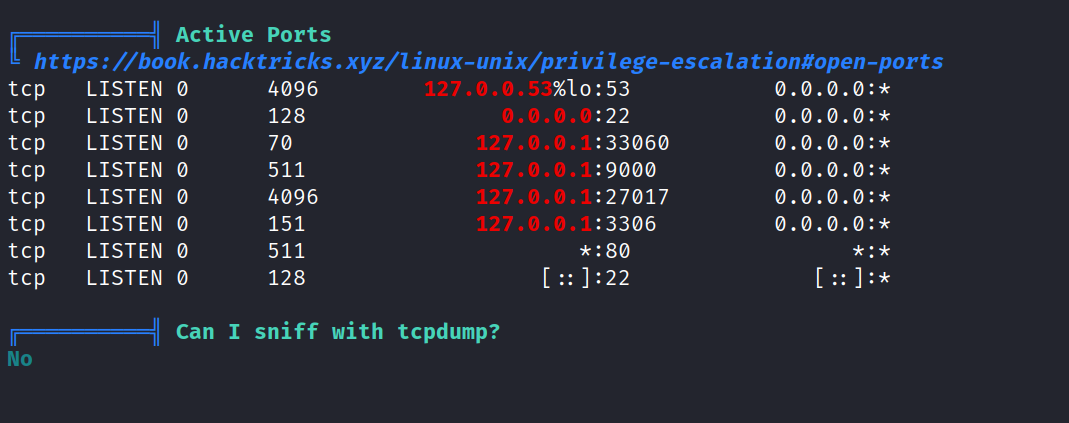 ╔══════════╣ Active Ports
╚ https://book.hacktricks.xyz/linux-unix/privilege-escalation#open-ports
tcp   LISTEN 0      4096        127.0.0.53%lo:53           0.0.0.0:*
tcp   LISTEN 0      128               0.0.0.0:22           0.0.0.0:*
tcp   LISTEN 0      70              127.0.0.1:33060        0.0.0.0:*
tcp   LISTEN 0      511             127.0.0.1:9000         0.0.0.0:*
tcp   LISTEN 0      4096            127.0.0.1:27017        0.0.0.0:*
tcp   LISTEN 0      151             127.0.0.1:3306         0.0.0.0:*
tcp   LISTEN 0      511                     *:80                 *:*
tcp   LISTEN 0      128                  [::]:22              [::]:*
╔══════════╣ Can I sniff with tcpdump?
No